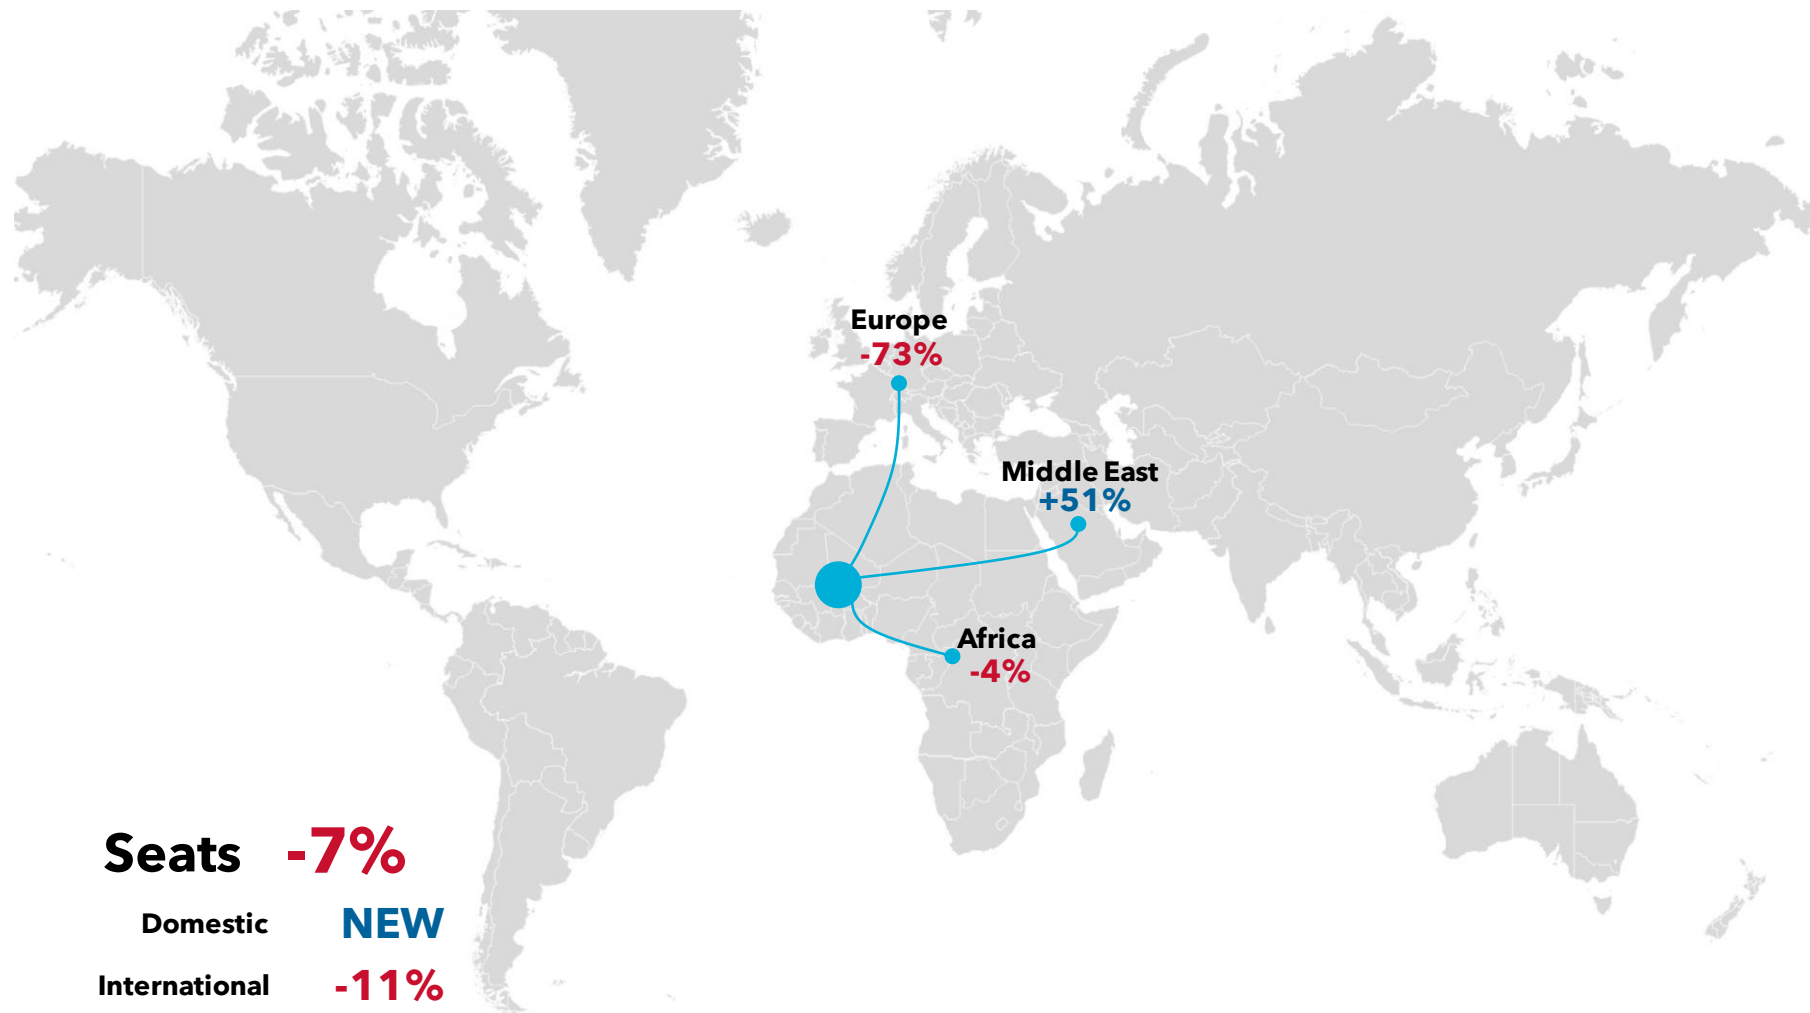 Europe
-73%
Middle East
+51%
Africa
-4%
Seats -7%
Domestic NEW
International -11%